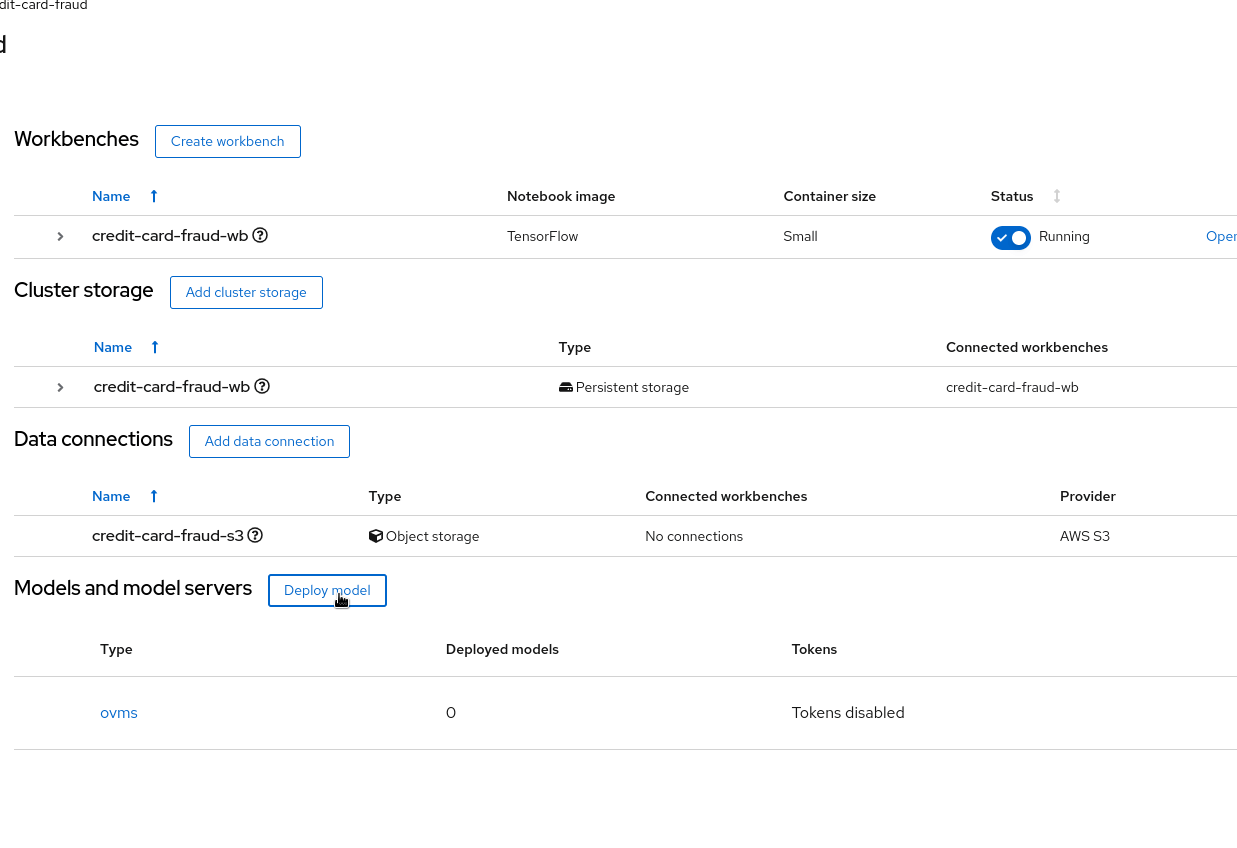 dit-card-fraud
d
Workbenches Create workbench
Name Notebook image Container size Status
credit-card-fraud-wb TensorFlow Small Running Oper
Cluster storage Add cluster storage
Name Type Connected workbenches
credit-card-fraud-wb Persistent storage credit-card-fraud-wb
Data connections Add data connection
Name Type Connected workbenches Provider
credit-card-fraud-s3 Object storage No connections AWS S3
Models and model servers Deploy model
Type Deployed models Tokens
ovms 0 Tokens disabled